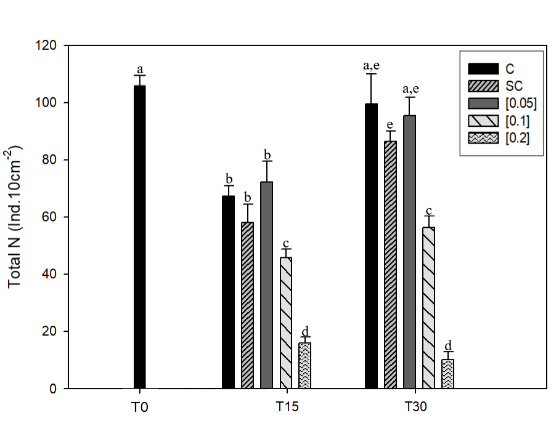 120
100
80
60
40
20
0
Total N (Ind.10cm-2)
a
b
b
b
c
d
a,e
e
a,e
c
d
C
SC
[0.05]
[0.1]
[0.2]
T0
T15
T30